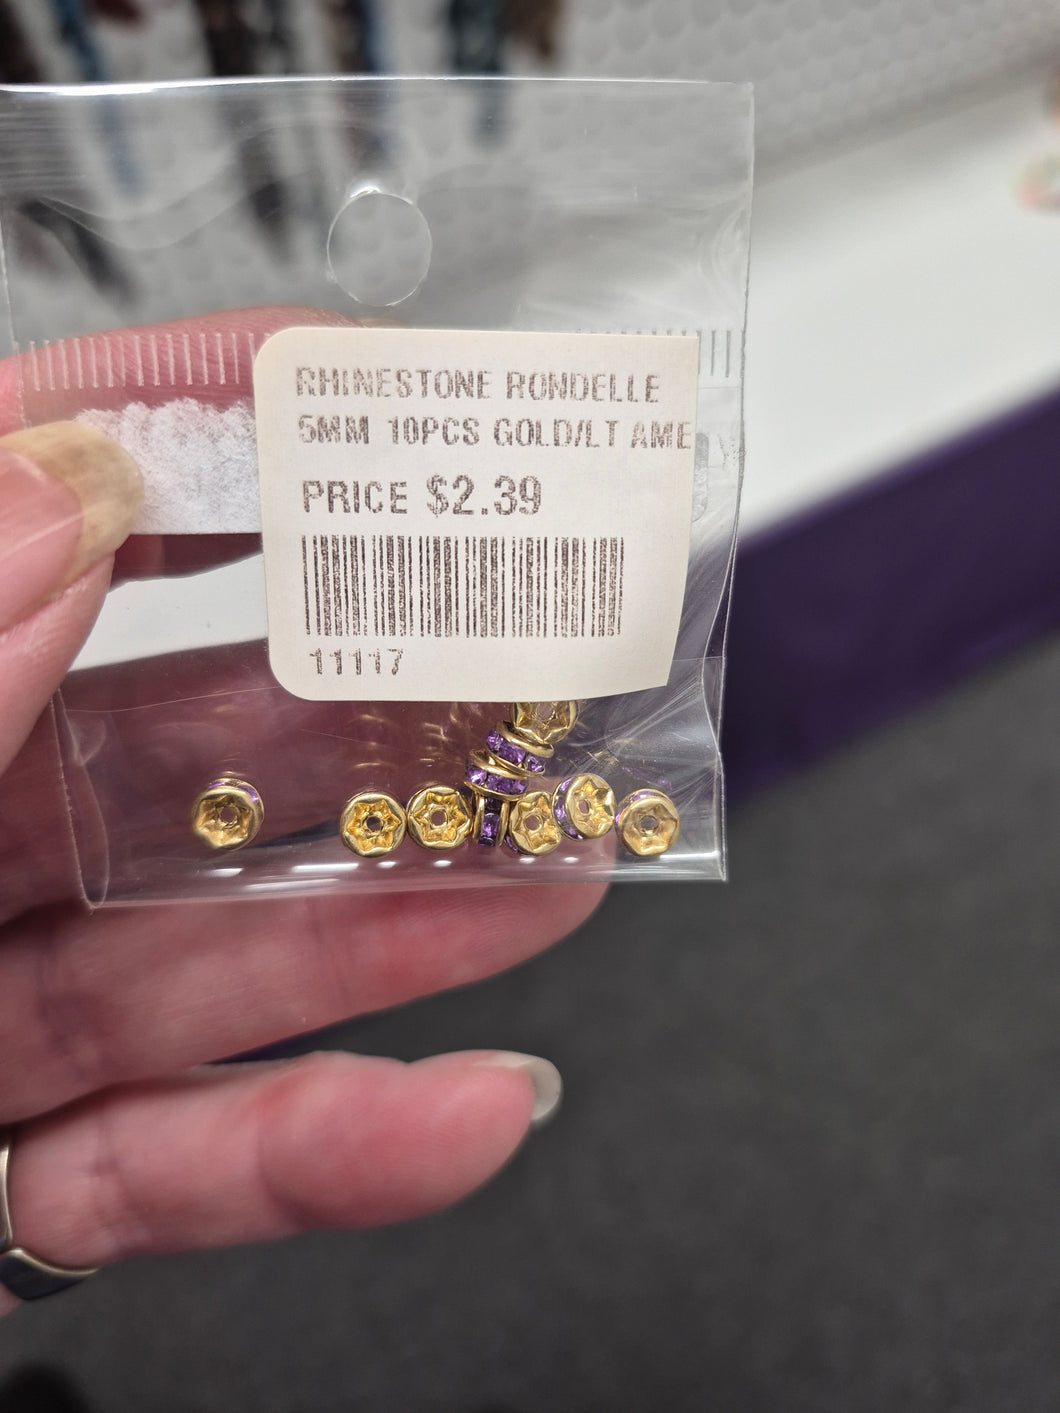 RHINESTONE RONDELLE
5MM 10PCS GOLD/LT AME
PRICE $2.39
11117